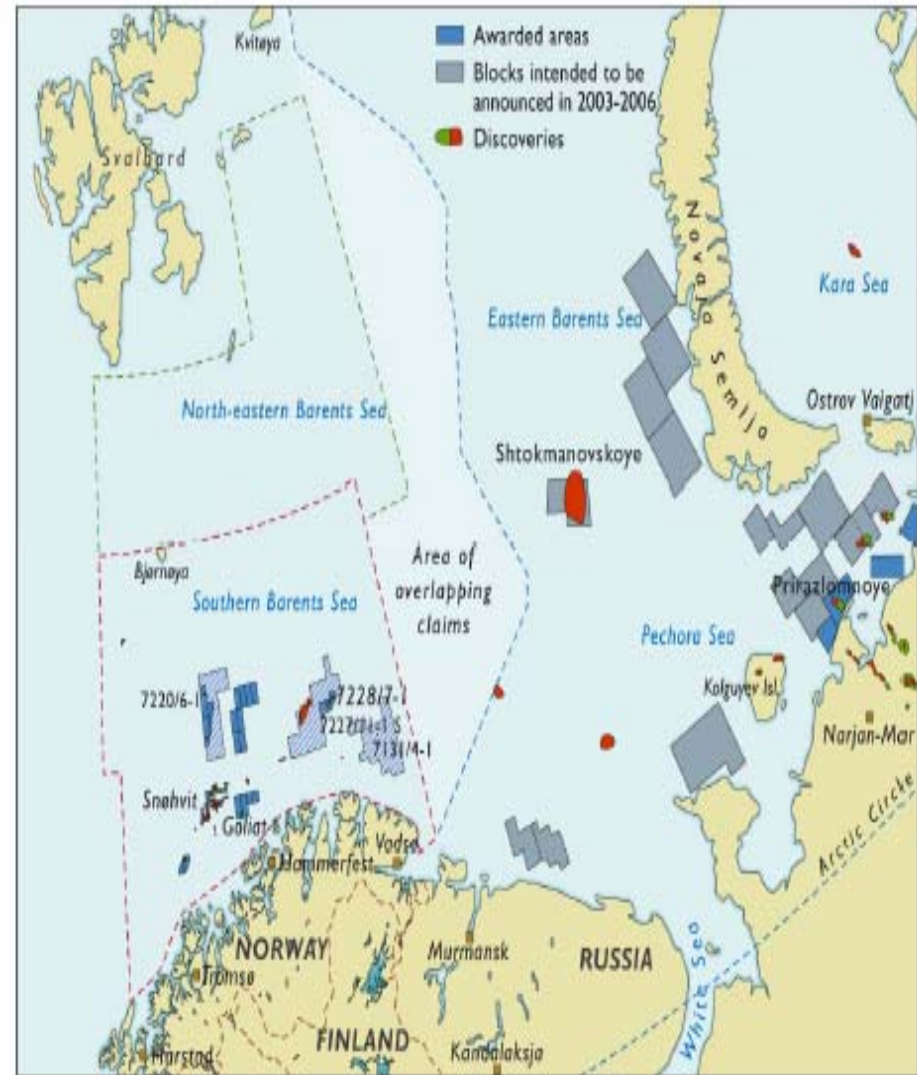 Kvitøya
Awarded areas
Blocks intended to be
announced in 2003-2006
Discoveries
Svalbard
Novaja Semlja
Kara Sea
Eastern Barents Sea
Ostrov Vaigatj
North-eastern Barents Sea
Shtokmanovskoye
Area of
overlapping
claims
Bjørnøya
Southern Barents Sea
Prirazlomnoye
Pechora Sea
Kolguyev Isl.
7220/6-1
7228/7-1
7131/4-1
Narjan-Mar
Snøhvit
Goliat
Arctic Circle
Vadsø
Hammerfest
NORWAY
Murmansk
RUSSIA
White Sea
Tromsø
FINLAND
Kandalaksja
Harstad